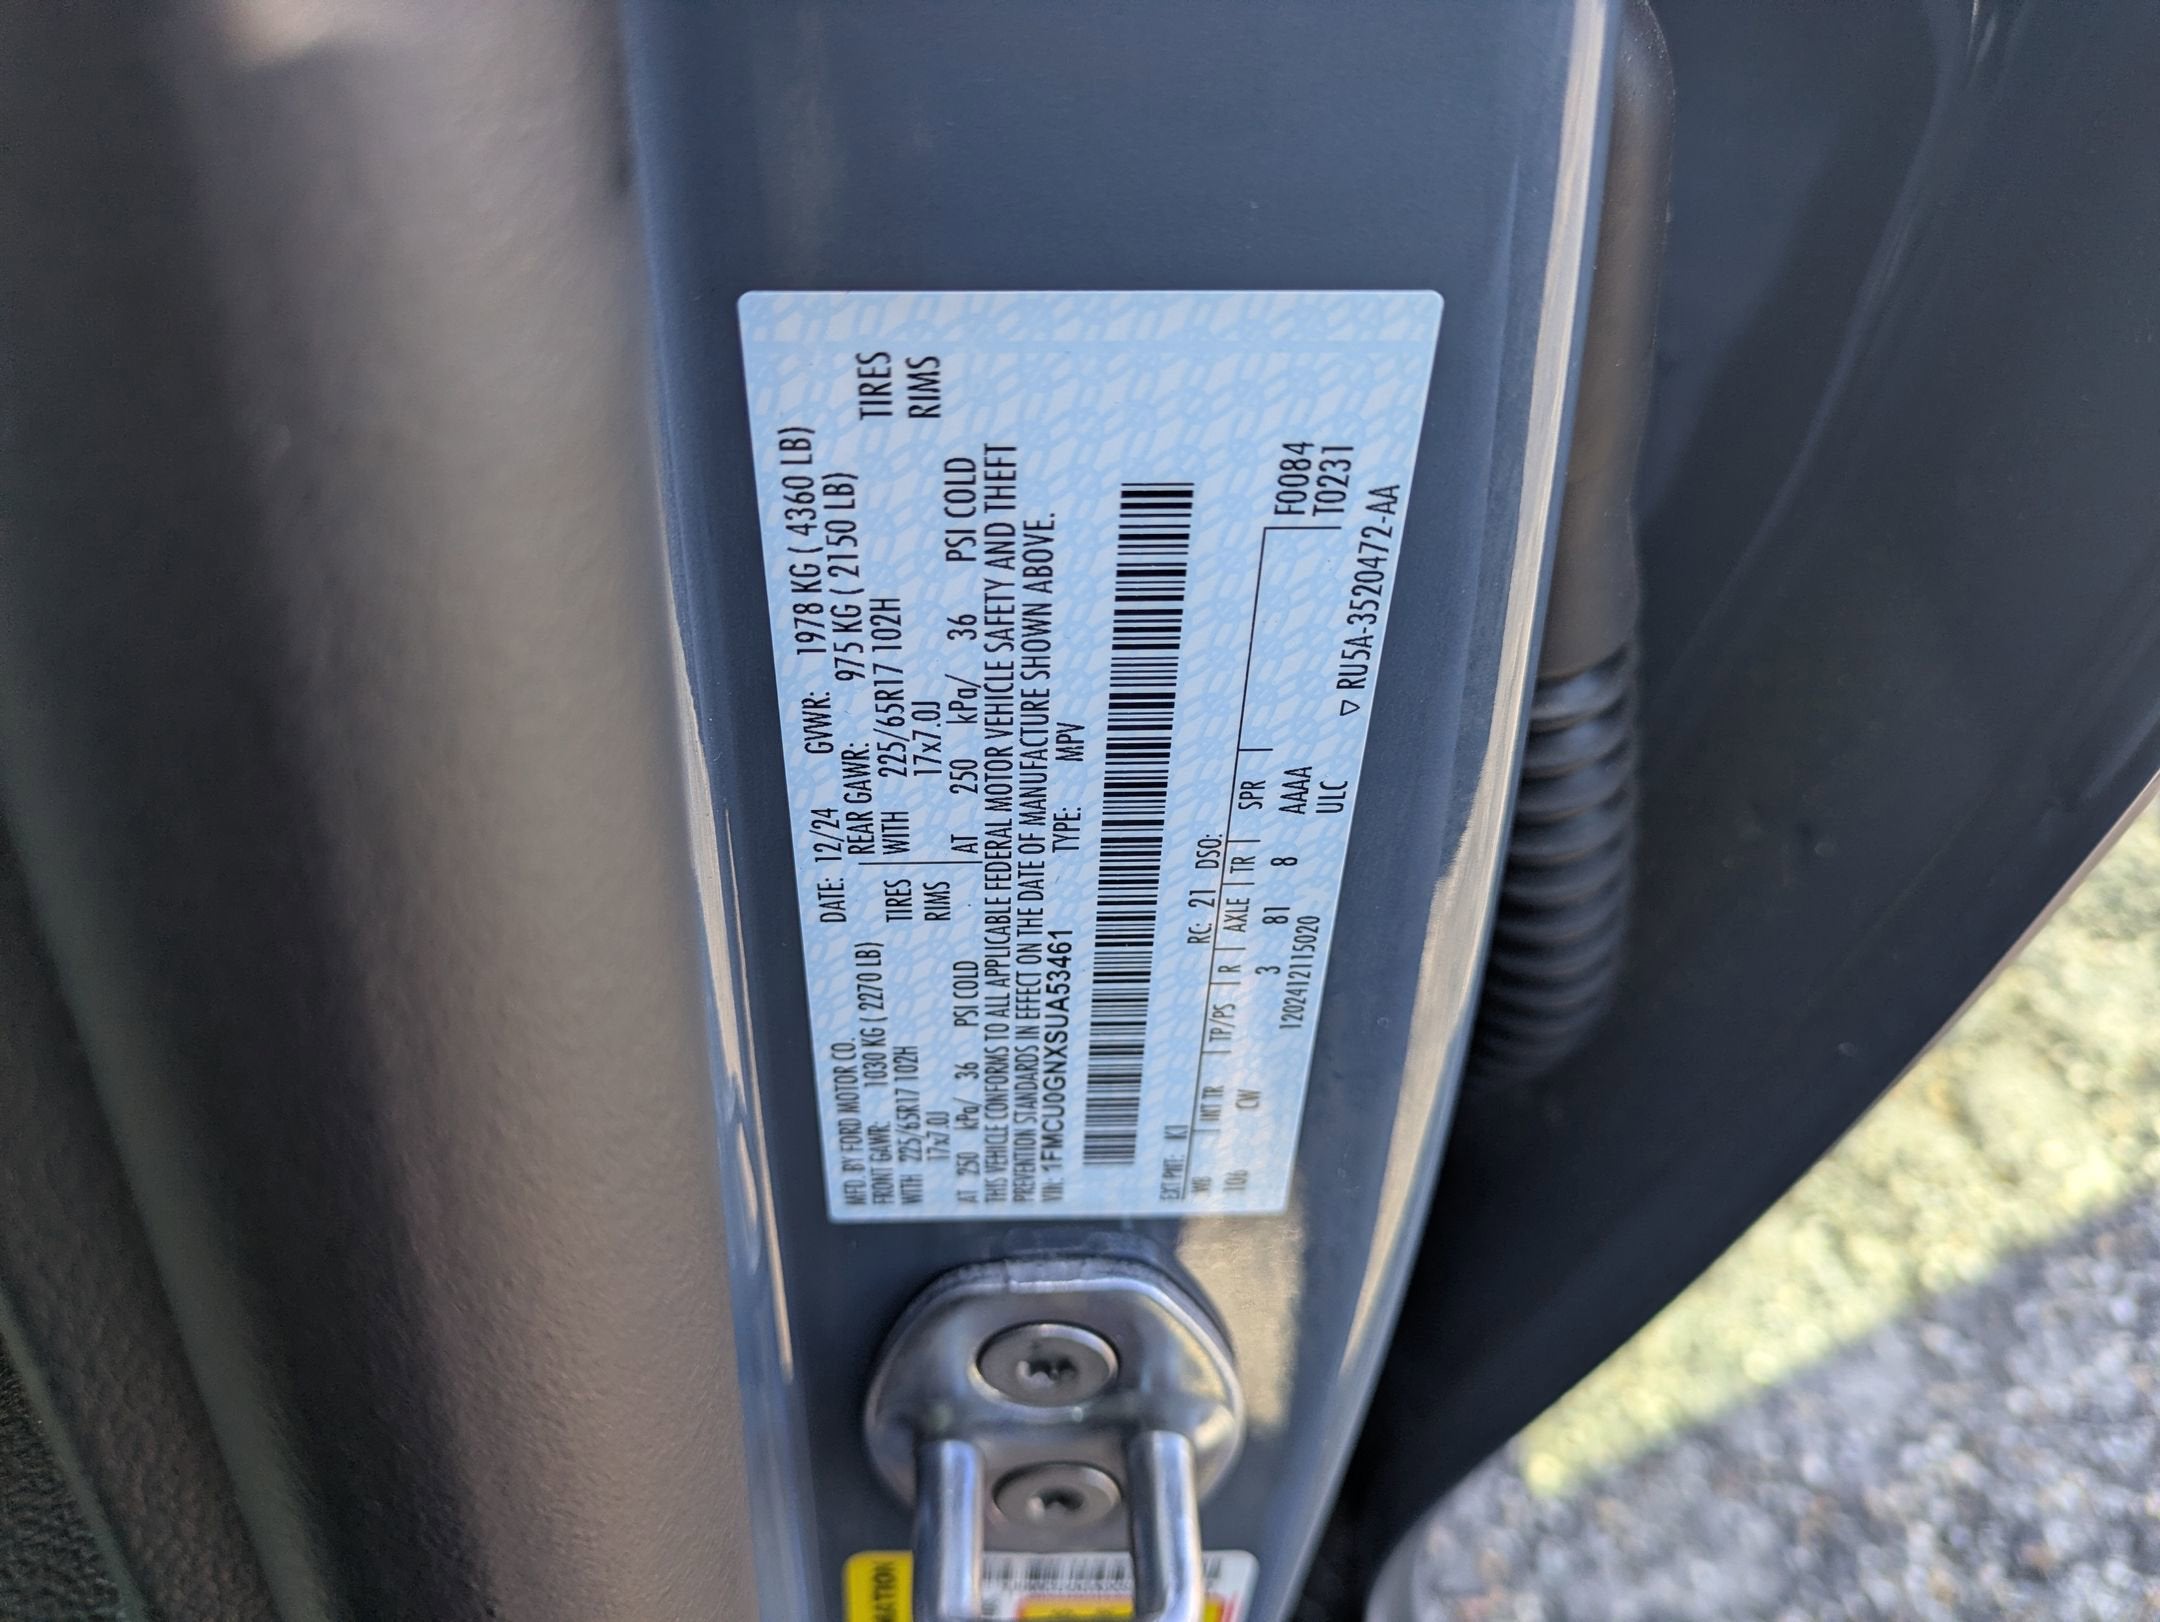 MFD. BY FORD MOTOR CO.
DATE: 12/24 GVWR: 1978 KG ( 4360 LB)
FRONT GAWR: 1030 KG ( 2270 LB) REAR GAWR: 975 KG ( 2150 LB)
WITH 225/65R17 102H TIRES WITH 225/65R17 102H TIRES
17x7.0J RIMS 17x7.0J RIMS
AT 250 kPa/ 36 PSI COLD AT 250 kPa/ 36 PSI COLD
THIS VEHICLE CONFORMS TO ALL APPLICABLE FEDERAL MOTOR VEHICLE SAFETY AND THEFT
PREVENTION STANDARDS IN EFFECT ON THE DATE OF MANUFACTURE SHOWN ABOVE.
VIN: 1FMCU0GNXSUA53461 TYPE: MPV
EXT PNT: K1 RC: 21 DSO:
WB INT TR TP/PS R AXLE TR SPR F0084
106 CW 3 81 8 AAAA T0231
1202412115020 ULC ▽ RU5A-3520472-AA
MATION